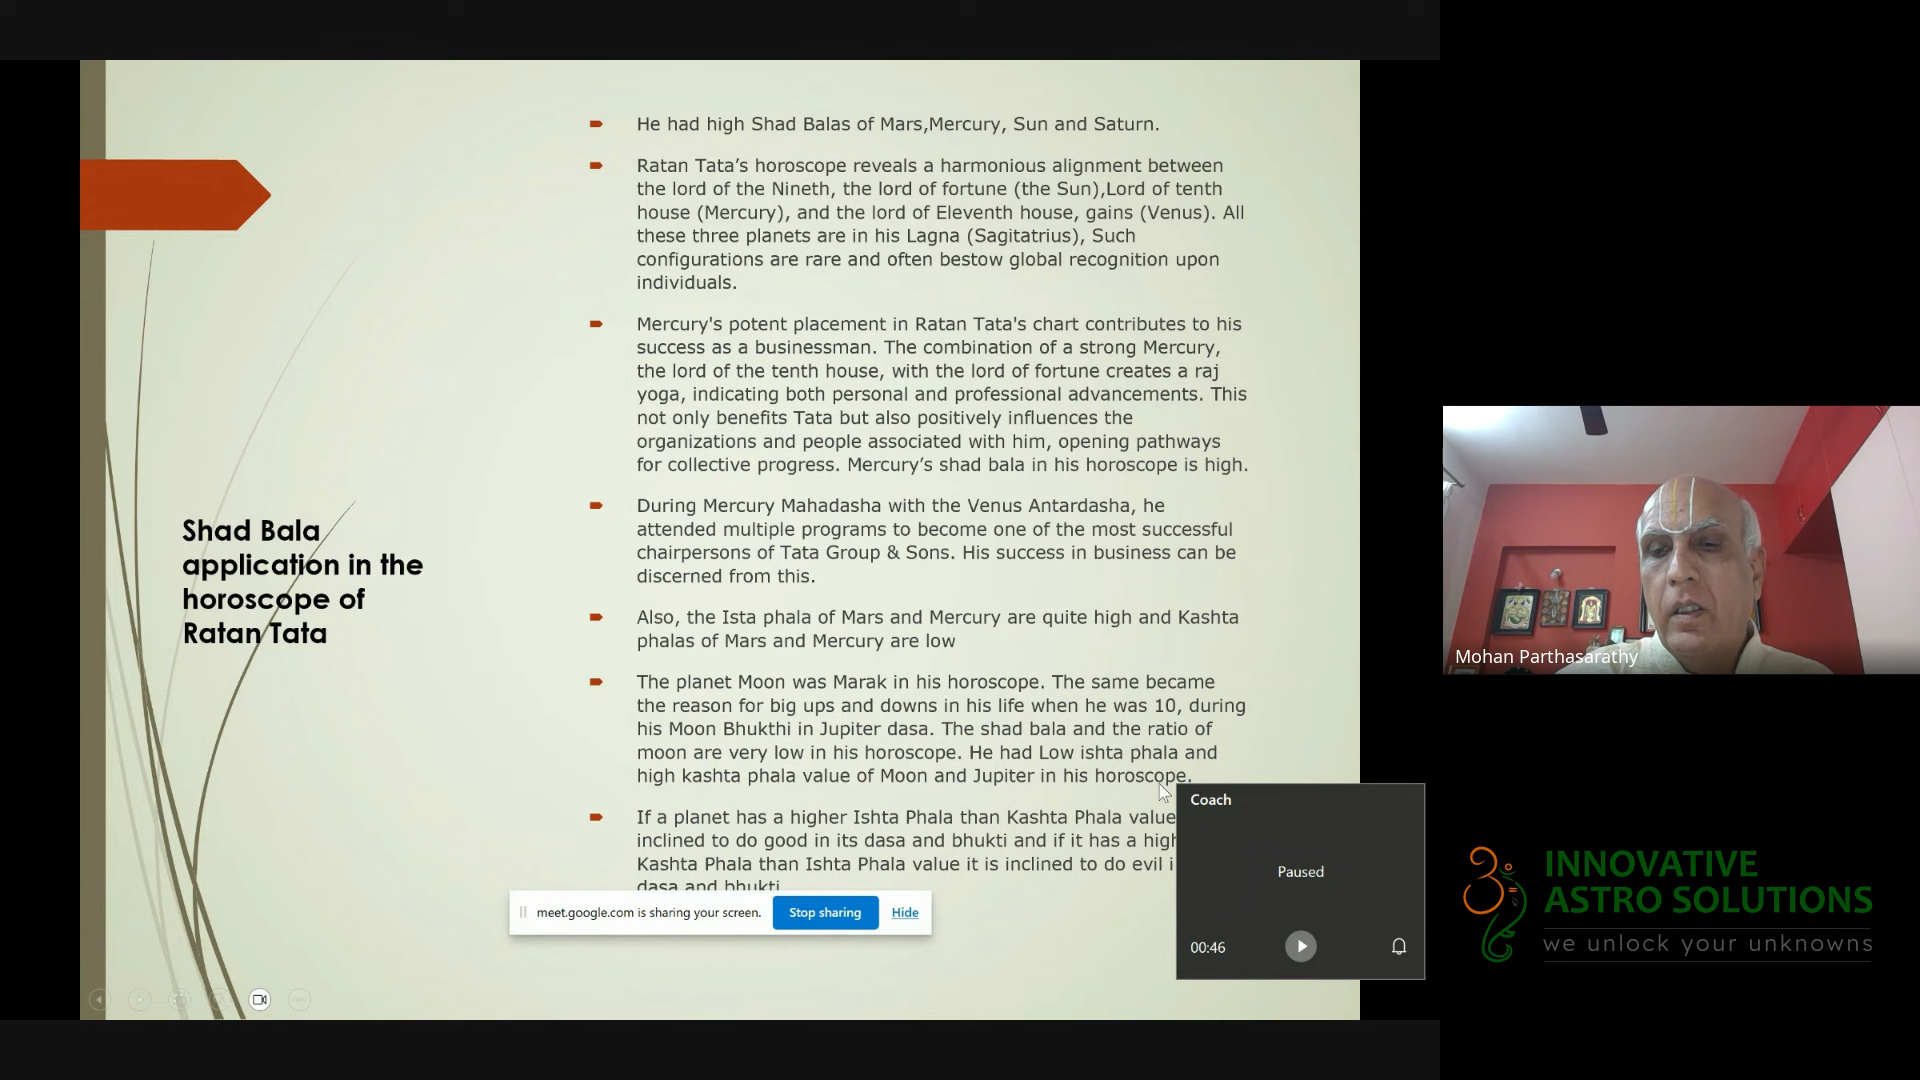 Shad Bala
application in the
horoscope of
Ratan Tata
He had high Shad Balas of Mars,Mercury, Sun and Saturn.
Ratan Tata’s horoscope reveals a harmonious alignment between
the lord of the Nineth, the lord of fortune (the Sun),Lord of tenth
house (Mercury), and the lord of Eleventh house, gains (Venus). All
these three planets are in his Lagna (Sagitatrius), Such
configurations are rare and often bestow global recognition upon
individuals.
Mercury's potent placement in Ratan Tata's chart contributes to his
success as a businessman. The combination of a strong Mercury,
the lord of the tenth house, with the lord of fortune creates a raj
yoga, indicating both personal and professional advancements. This
not only benefits Tata but also positively influences the
organizations and people associated with him, opening pathways
for collective progress. Mercury’s shad bala in his horoscope is high.
During Mercury Mahadasha with the Venus Antardasha, he
attended multiple programs to become one of the most successful
chairpersons of Tata Group & Sons. His success in business can be
discerned from this.
Also, the Ista phala of Mars and Mercury are quite high and Kashta
phalas of Mars and Mercury are low
The planet Moon was Marak in his horoscope. The same became
the reason for big ups and downs in his life when he was 10, during
his Moon Bhukthi in Jupiter dasa. The shad bala and the ratio of
moon are very low in his horoscope. He had Low ishta phala and
high kashta phala value of Moon and Jupiter in his horoscope.
If a planet has a higher Ishta Phala than Kashta Phala value
inclined to do good in its dasa and bhukti and if it has a hig
Kashta Phala than Ishta Phala value it is inclined to do evil i
dasa and bhukti
meet.google.com is sharing your screen.
Stop sharing
Hide
Coach
Paused
00:46
Mohan Parthasarathy
INNOVATIVE
ASTRO SOLUTIONS
we unlock your unknowns